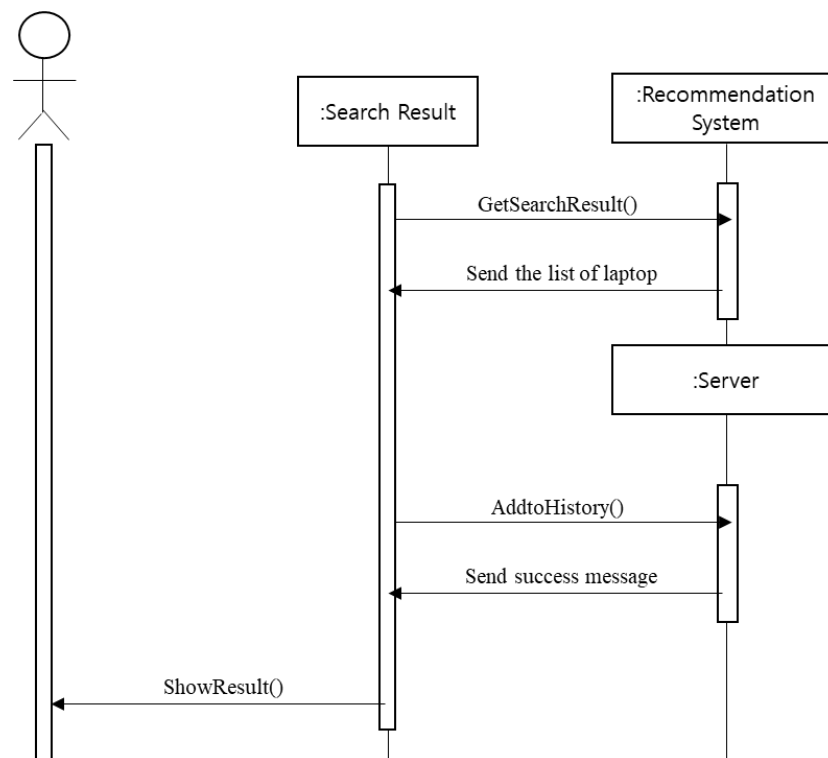 :Search Result
:Recommendation
System
GetSearchResult()
Send the list of laptop
:Server
AddtoHistory()
Send success message
ShowResult()